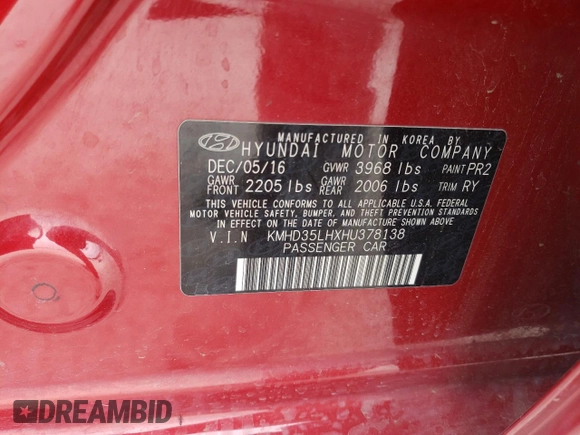 MANUFACTURED IN KOREA BY
HYUNDAI MOTOR COMPANY
DEC/05/16 GVWR 3968 lbs PAINT PR2
GAWR FRONT 2205 lbs GAWR REAR 2006 lbs TRIM RY
THIS VEHICLE CONFORMS TO ALL APPLICABLE U.S.A. FEDERAL
MOTOR VEHICLE SAFETY, BUMPER, AND THEFT PREVENTION STANDARDS
IN EFFECT ON THE DATE OF MANUFACTURE SHOWN ABOVE
V.I.N KMHD35LHXHU378138
PASSENGER CAR
DREAMBID